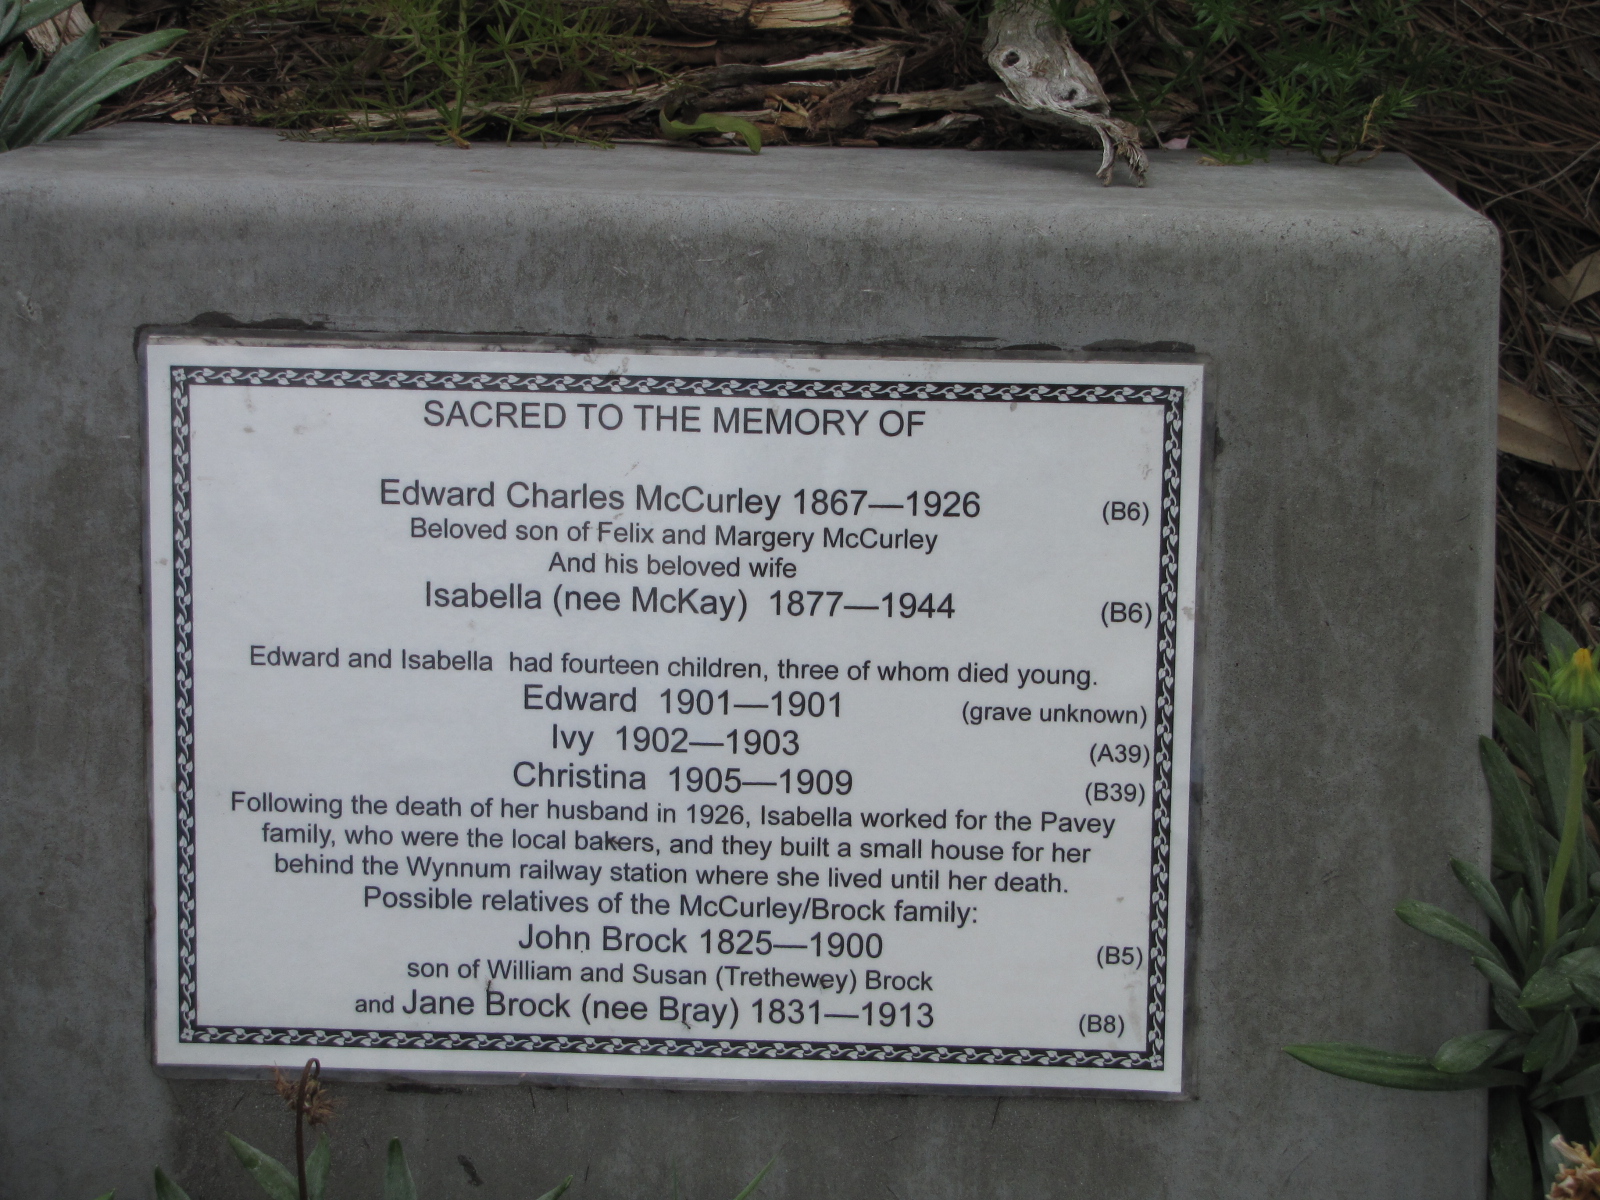 SACRED TO THE MEMORY OF
Edward Charles McCurley 1867—1926 (B6)
Beloved son of Felix and Margery McCurley
And his beloved wife
Isabella (nee McKay) 1877—1944 (B6)
Edward and Isabella had fourteen children, three of whom died young.
Edward 1901—1901 (grave unknown)
Ivy 1902—1903 (A39)
Christina 1905—1909 (B39)
Following the death of her husband in 1926, Isabella worked for the Pavey
family, who were the local bakers, and they built a small house for her
behind the Wynnum railway station where she lived until her death.
Possible relatives of the McCurley/Brock family:
John Brock 1825—1900 (B5)
son of William and Susan (Trethewey) Brock
and Jane Brock (nee Bray) 1831—1913 (B8)